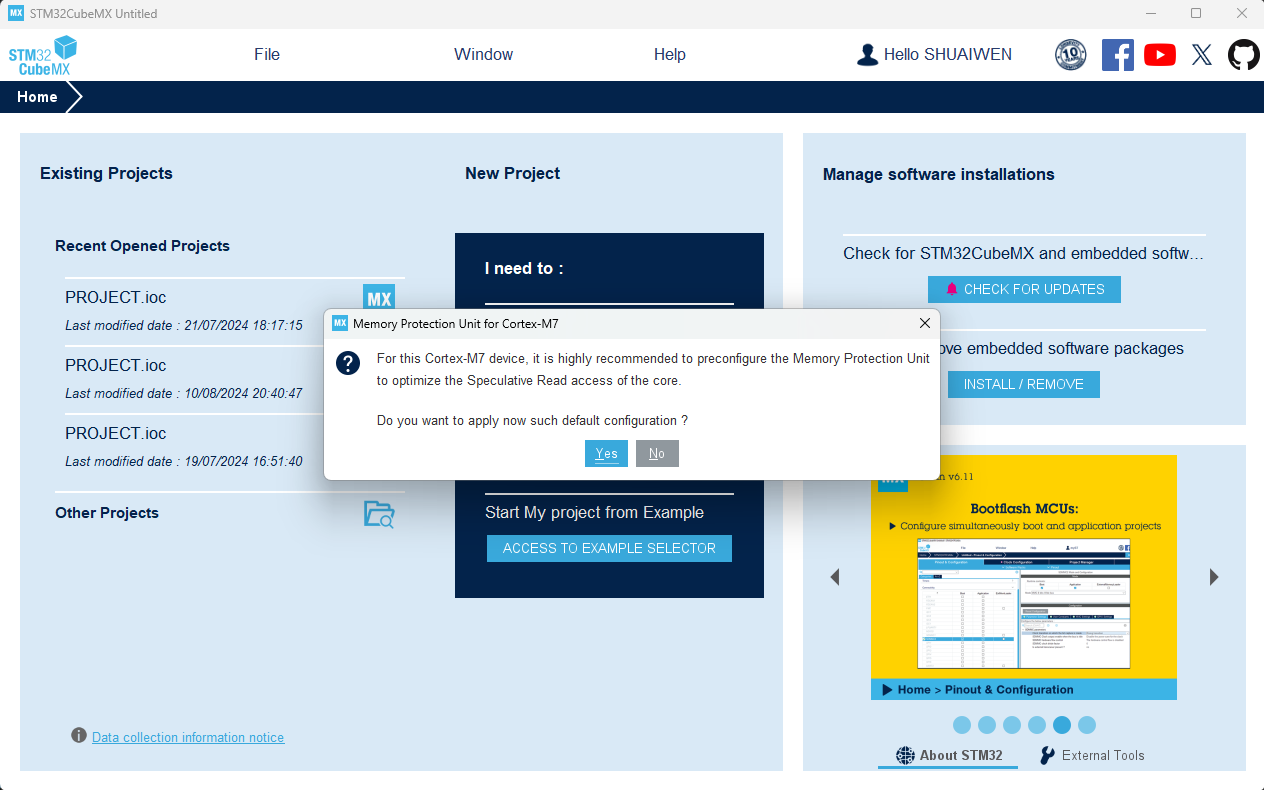 MX STM32CubeMX Untitled
STM32
CubeMX
File
Window
Help
Hello SHUAIWEN
10
Home
Existing Projects
Recent Opened Projects
PROJECT.ioc
MX
Last modified date : 21/07/2024 18:17:15
PROJECT.ioc
Last modified date : 10/08/2024 20:40:47
PROJECT.ioc
Last modified date : 19/07/2024 16:51:40
Other Projects
Data collection information notice
New Project
I need to :
Start My project from Example
ACCESS TO EXAMPLE SELECTOR
MX Memory Protection Unit for Cortex-M7
For this Cortex-M7 device, it is highly recommended to preconfigure the Memory Protection Unit
to optimize the Speculative Read access of the core.
Do you want to apply now such default configuration ?
Yes
No
Manage software installations
Check for STM32CubeMX and embedded softw...
CHECK FOR UPDATES
embedded software packages
INSTALL / REMOVE
v6.11
Bootflash MCUs:
Configure simultaneously boot and application projects
Home > Pinout & Configuration
About STM32
External Tools